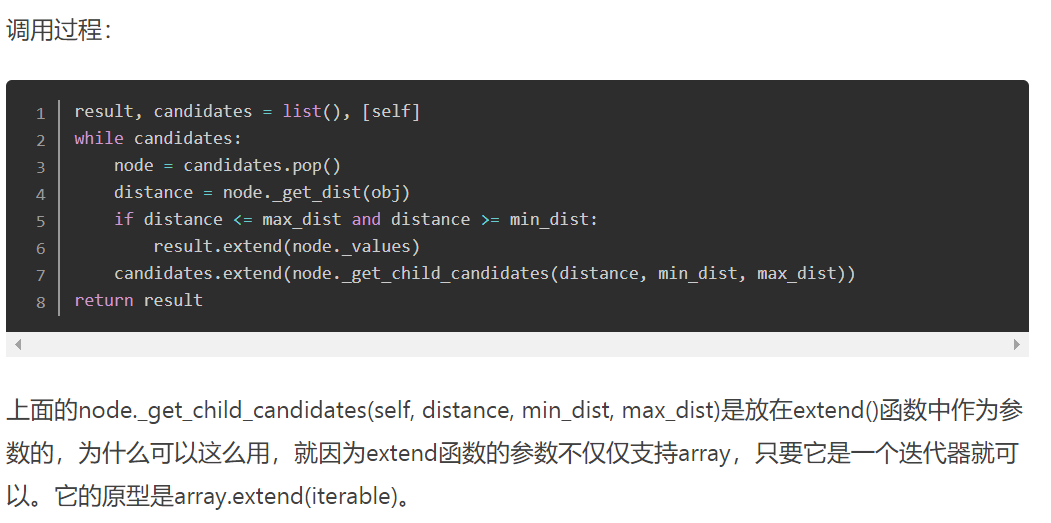 调用过程：
1 result, candidates = list(), [self]
2 while candidates:
3     node = candidates.pop()
4     distance = node._get_dist(obj)
5     if distance <= max_dist and distance >= min_dist:
6         result.extend(node._values)
7     candidates.extend(node._get_child_candidates(distance, min_dist, max_dist))
8 return result
上面的node._get_child_candidates(self, distance, min_dist, max_dist)是放在extend()函数中作为参
数的，为什么可以这么用，就因为extend函数的参数不仅仅支持array，只要它是一个迭代器就可
以。它的原型是array.extend(iterable)。